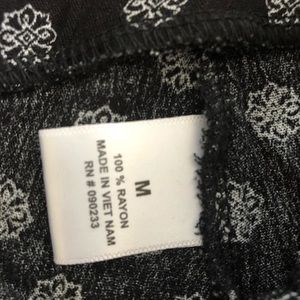 M
100 % RAYON
MADE IN VIET NAM
RN # 090233